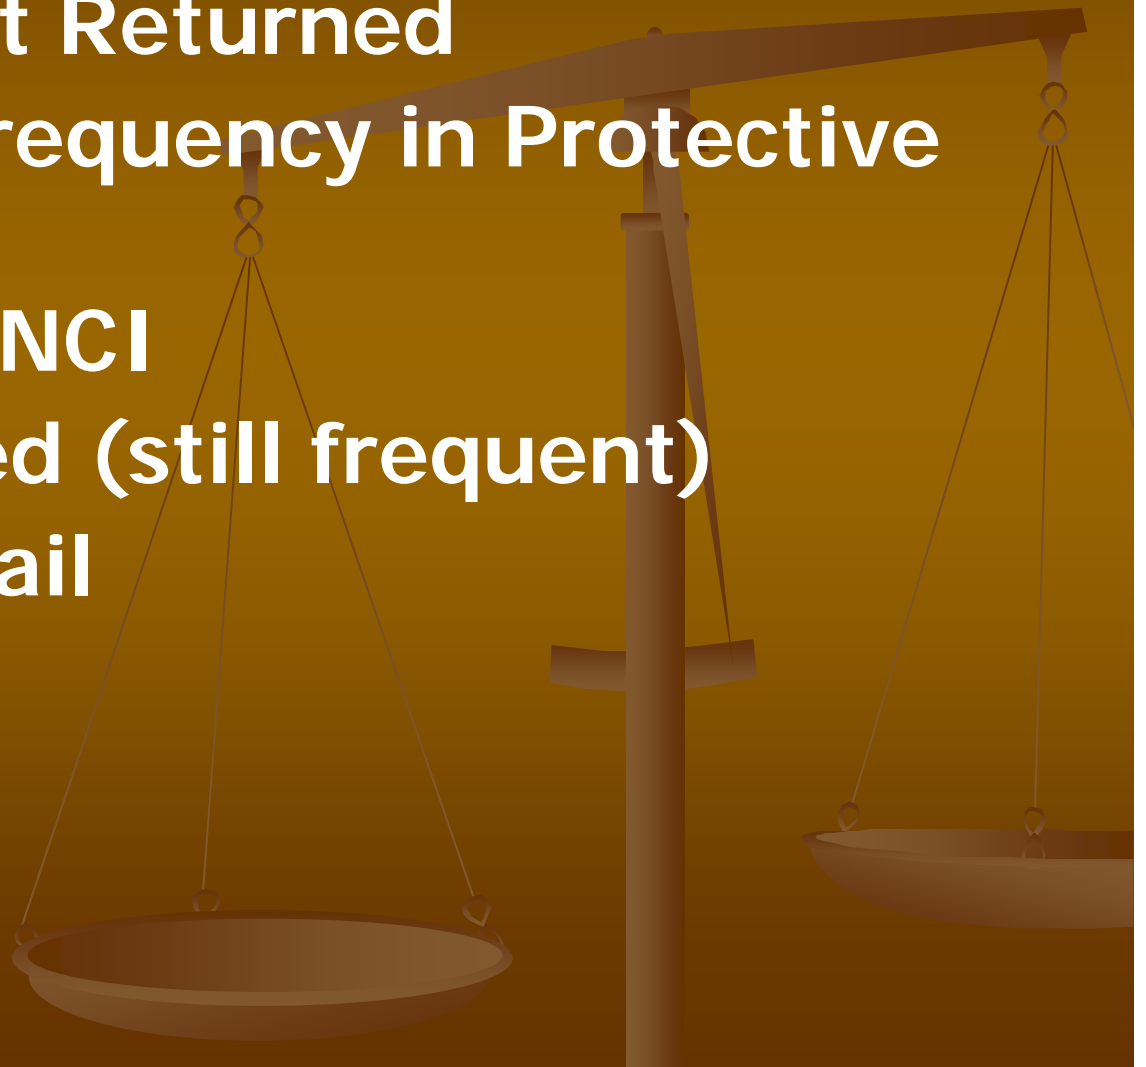 t Returned
requency in Protective
NCI
ed (still frequent)
ail